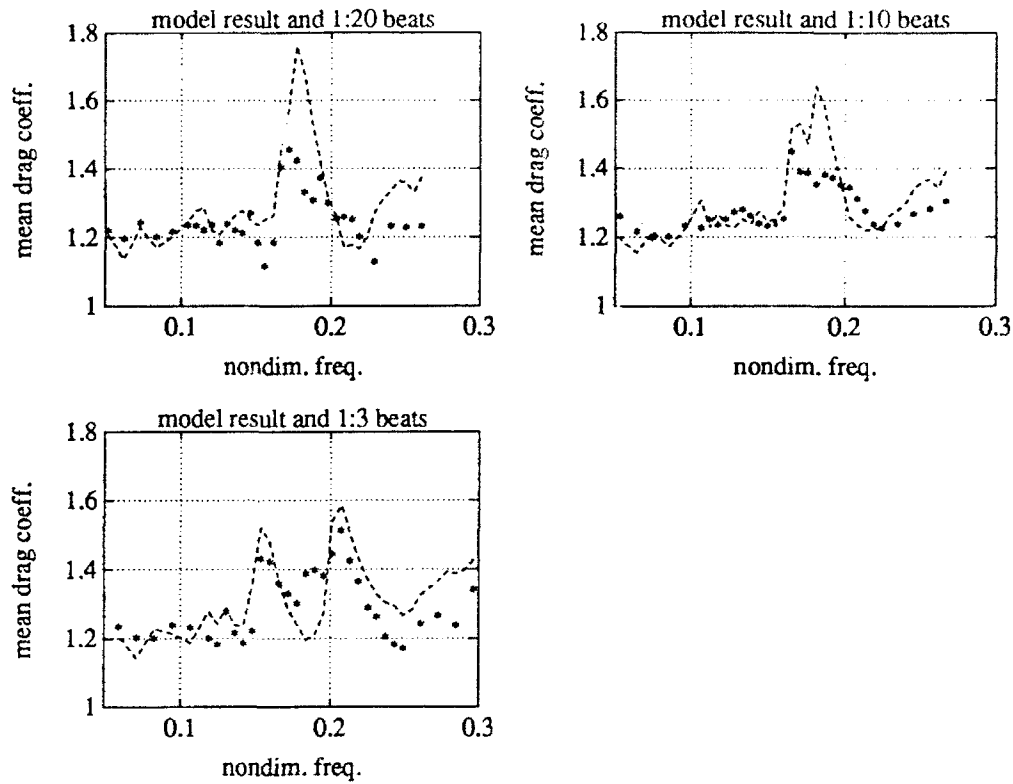 model result and 1:20 beats
mean drag coeff.
1.8
1.6
1.4
1.2
1
0.1
0.2
0.3
nondim. freq.
model result and 1:10 beats
mean drag coeff.
1.8
1.6
1.4
1.2
1
0.1
0.2
0.3
nondim. freq.
model result and 1:3 beats
mean drag coeff.
1.8
1.6
1.4
1.2
1
0.1
0.2
0.3
nondim. freq.